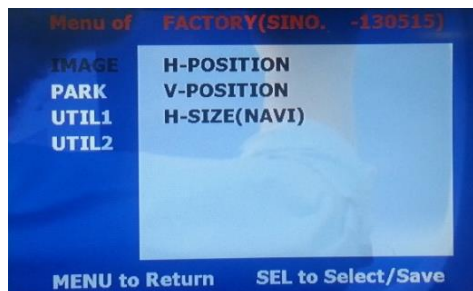 Menu of FACTORY(SINO. -130515)
IMAGE H-POSITION
PARK V-POSITION
UTIL1 H-SIZE(NAVI)
UTIL2
MENU to Return SEL to Select/Save